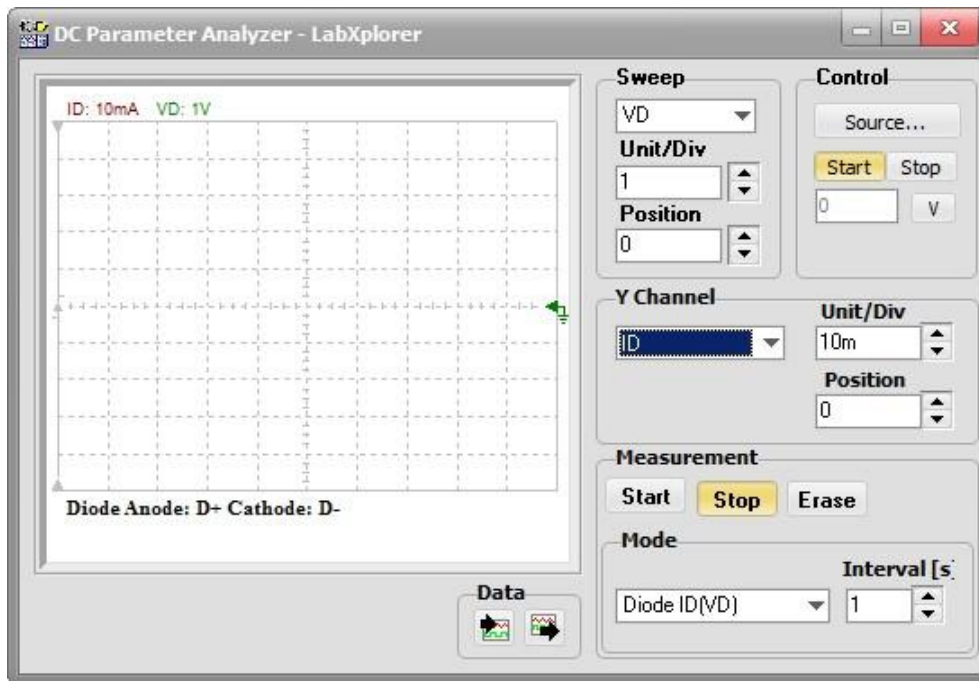 DC Parameter Analyzer - LabXplorer
ID: 10mA VD: 1V
Diode Anode: D+ Cathode: D-
Data
Sweep
VD
Unit/Div
1
Position
0
Control
Source...
Start Stop
0 V
Y Channel
ID
Unit/Div
10m
Position
0
Measurement
Start Stop Erase
Mode
Diode ID(VD)
Interval [s]
1